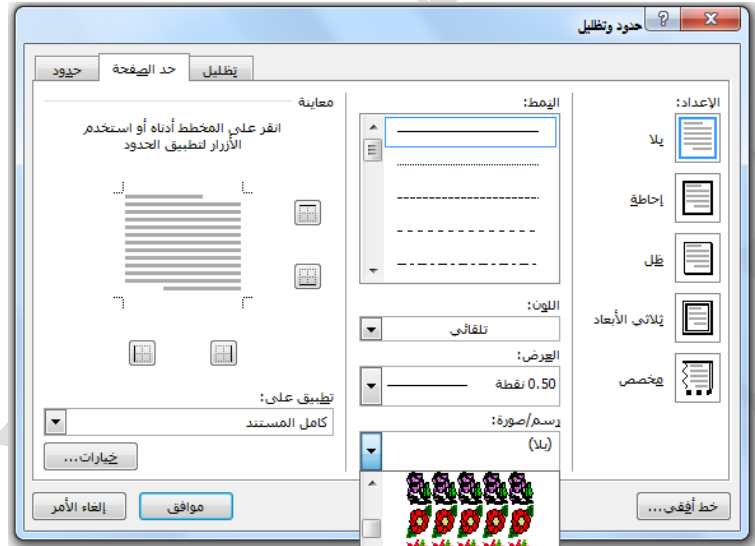 حدود وتظليل
حدود
حد الصفحة
تظليل
الإعداد:
بلا
إحاطة
ظل
ثلاثي الأبعاد
مخصص
النمط:
اللون:
تلقائي
العرض:
0.50 نقطة
رسم/صورة:
(بلا)
معاينة
انقر على المخطط أدناه أو استخدم
الأزرار لتطبيق الحدود
تطبيق على:
كامل المستند
خيارات...
خط أفقي...
موافق
إلغاء الأمر